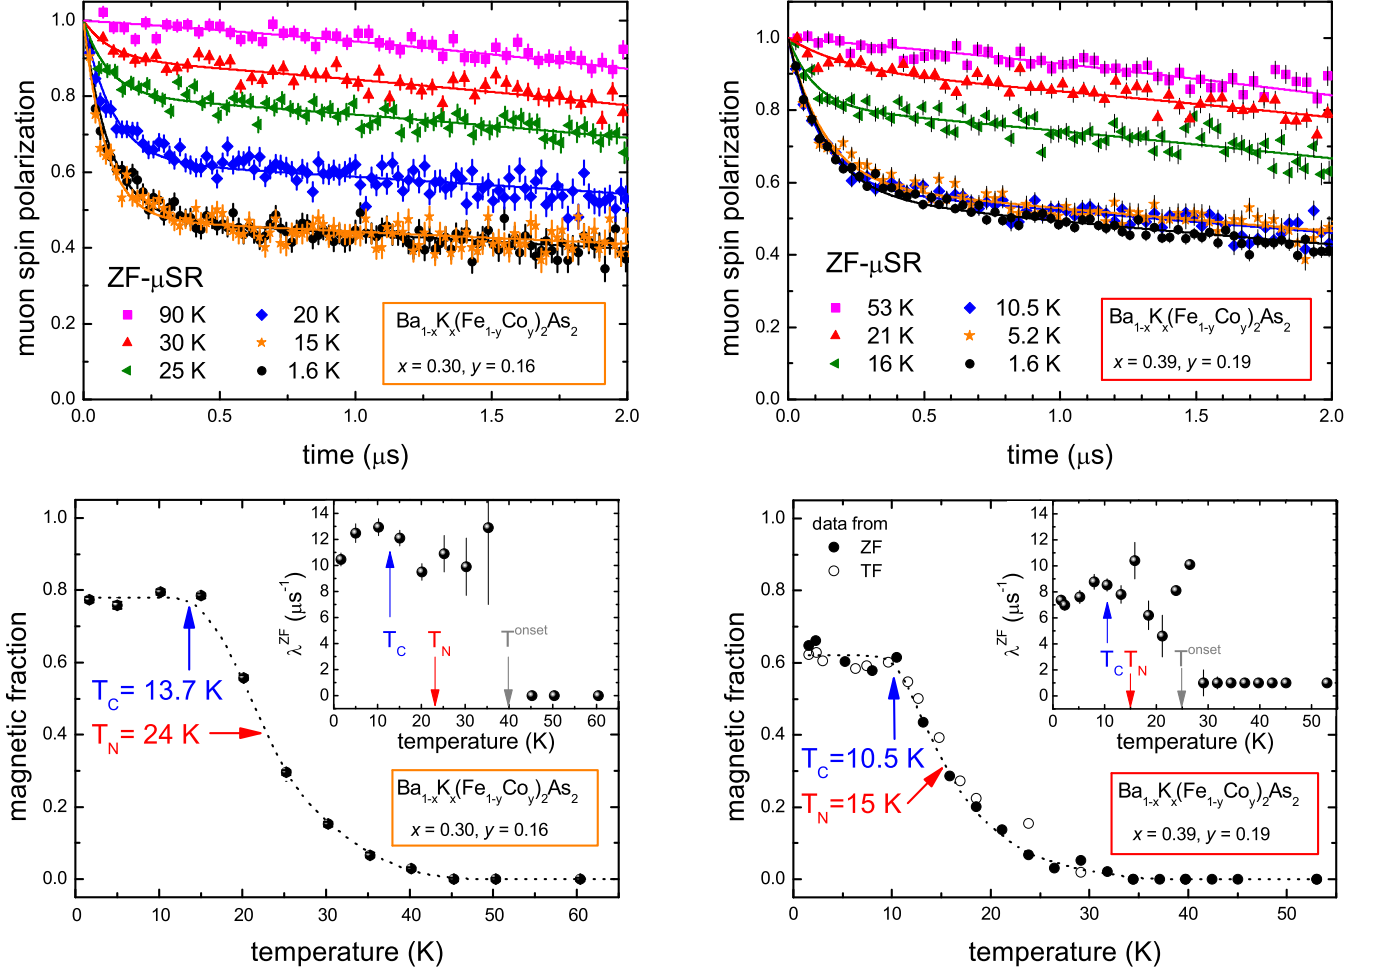 1.0
0.8
0.6
0.4
0.2
0.0
muon spin polarization
ZF-μSR
90 K
20 K
30 K
15 K
25 K
1.6 K
Ba1-xKx(Fe1-yCoy)2As2
x = 0.30, y = 0.16
0.0 0.5 1.0 1.5 2.0
time (μs)
1.0
0.8
0.6
0.4
0.2
0.0
muon spin polarization
ZF-μSR
53 K
10.5 K
21 K
5.2 K
16 K
1.6 K
Ba1-xKx(Fe1-yCoy)2As2
x = 0.39, y = 0.19
0.0 0.5 1.0 1.5 2.0
time (μs)
1.0
0.8
0.6
0.4
0.2
0.0
magnetic fraction
14
12
10
8
6
4
2
0
λZF (μs-1)
TC
TN
Tonset
0 10 20 30 40 50 60
temperature (K)
TC= 13.7 K
TN= 24 K
Ba1-xKx(Fe1-yCoy)2As2
x = 0.30, y = 0.16
0 10 20 30 40 50 60
temperature (K)
1.0
0.8
0.6
0.4
0.2
0.0
magnetic fraction
data from
ZF
TF
14
12
10
8
6
4
2
0
λZF (μs-1)
TC
TN
Tonset
0 10 20 30 40 50
temperature (K)
TC=10.5 K
TN=15 K
Ba1-xKx(Fe1-yCoy)2As2
x = 0.39, y = 0.19
0 10 20 30 40 50
temperature (K)